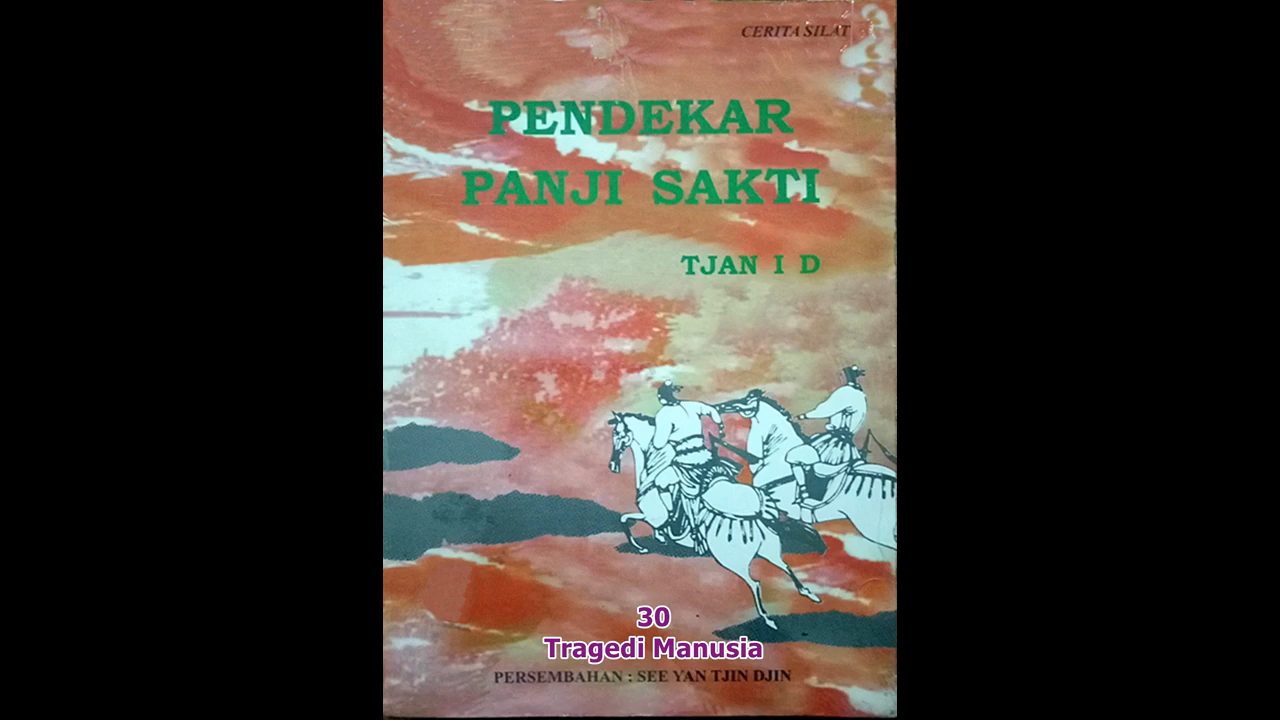 CERITA SILAT
PENDEKAR
PANJI SAKTI
TJAN I D
30
Tragedi Manusia
PERSEMBAHAN : SEE YAN TJIN DJIN